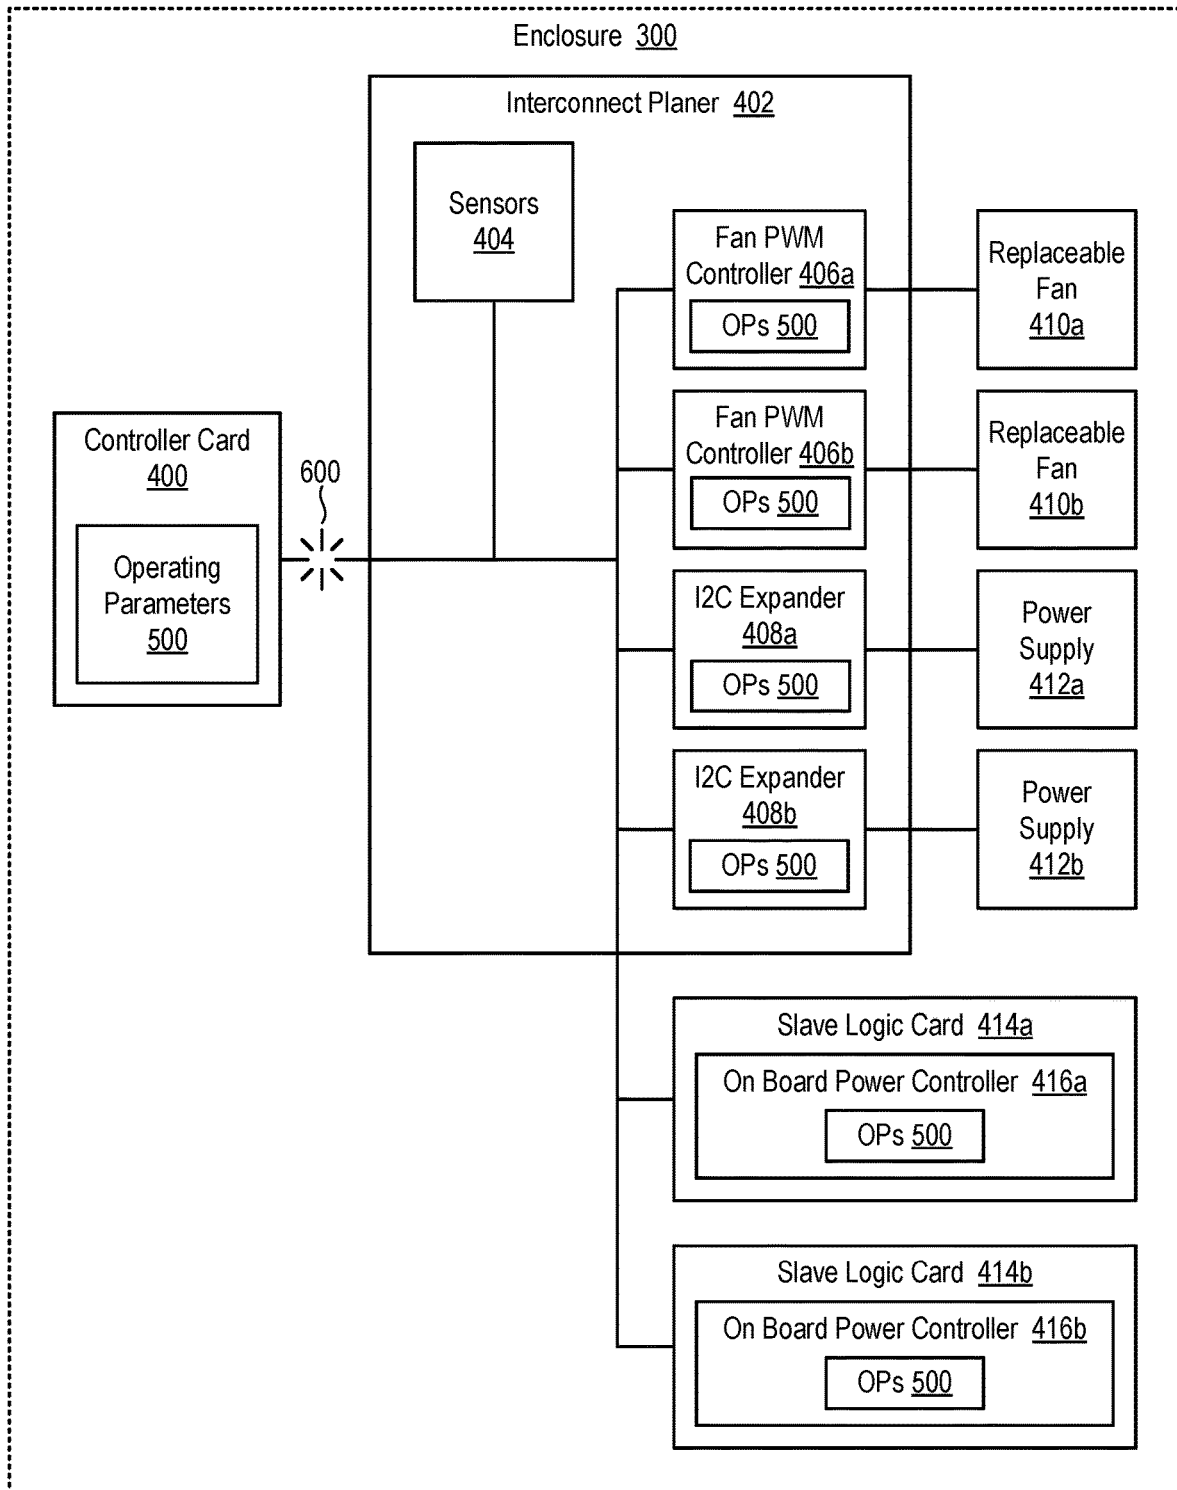 Enclosure 300
Interconnect Planer 402
Sensors
404
Fan PWM
Controller 406a
OPs 500
Replaceable
Fan
410a
Fan PWM
Controller 406b
OPs 500
Replaceable
Fan
410b
Controller Card
400
Operating
Parameters
500
600
I2C Expander
408a
OPs 500
Power
Supply
412a
I2C Expander
408b
OPs 500
Power
Supply
412b
Slave Logic Card 414a
On Board Power Controller 416a
OPs 500
Slave Logic Card 414b
On Board Power Controller 416b
OPs 500